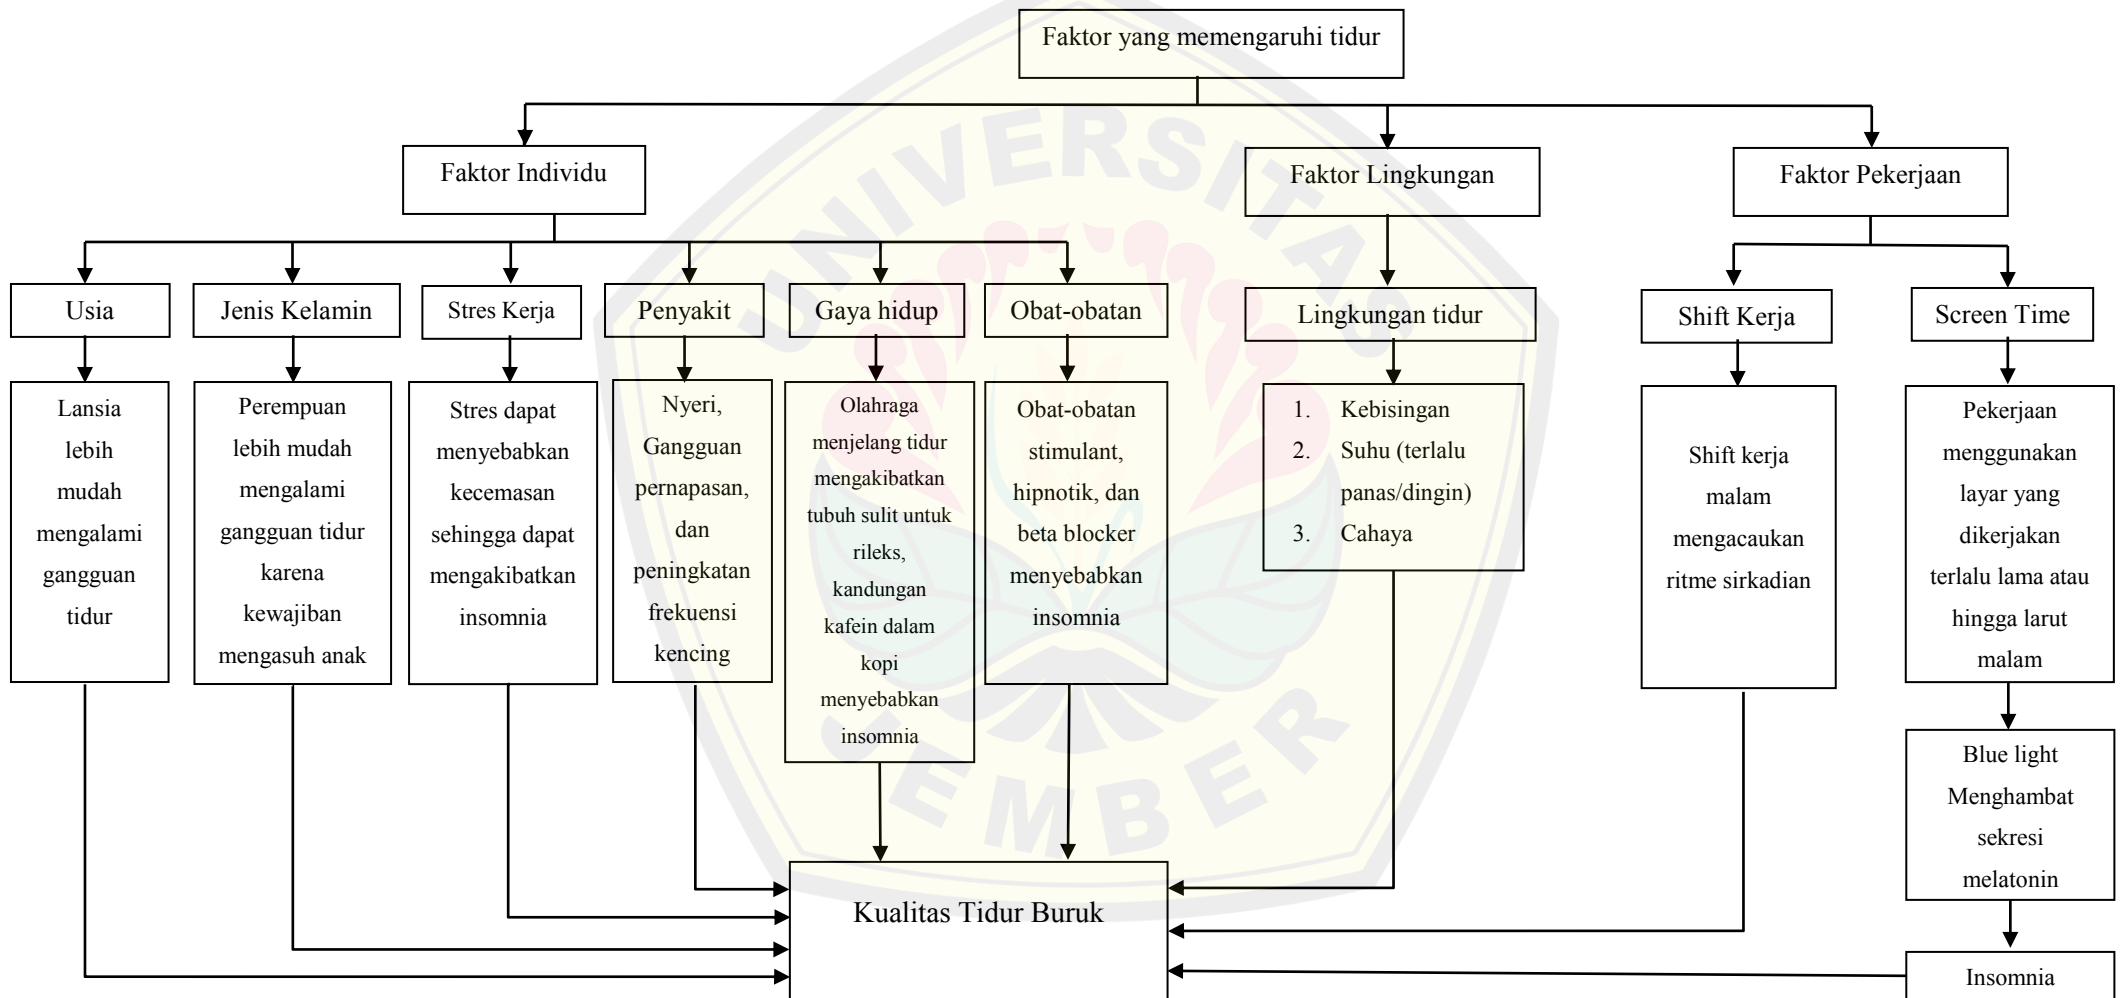 Faktor yang memengaruhi tidur
Faktor Individu
Faktor Lingkungan
Faktor Pekerjaan
Usia
Jenis Kelamin
Stres Kerja
Penyakit
Gaya hidup
Obat-obatan
Lingkungan tidur
Shift Kerja
Screen Time
Lansia
lebih
mudah
mengalami
gangguan
tidur
Perempuan
lebih mudah
mengalami
gangguan tidur
karena
kewajiban
mengasuh anak
Stres dapat
menyebabkan
kecemasan
sehingga dapat
mengakibatkan
insomnia
Nyeri,
Gangguan
pernapasan,
dan
peningkatan
frekuensi
kencing
Olahraga
menjelang tidur
mengakibatkan
tubuh sulit untuk
rileks,
kandungan
kafein dalam
kopi
menyebabkan
insomnia
Obat-obatan
stimulant,
hipnotik, dan
beta blocker
menyebabkan
insomnia
1. Kebisingan
2. Suhu (terlalu
panas/dingin)
3. Cahaya
Shift kerja
malam
mengacaukan
ritme sirkadian
Pekerjaan
menggunakan
layar yang
dikerjakan
terlalu lama atau
hingga larut
malam
Blue light
Menghambat
sekresi
melatonin
Insomnia
Kualitas Tidur Buruk
UNIVERSITAS
JEMBER